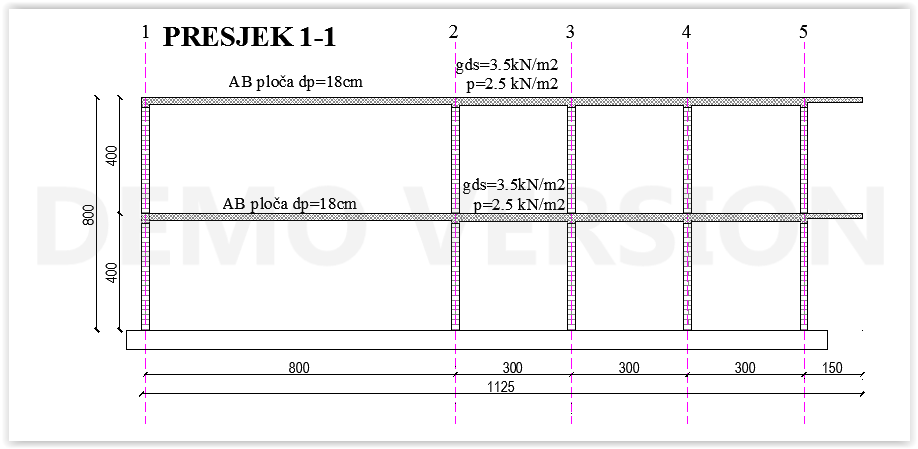 1 PRESJEK 1-1 2 3 4 5
gds=3.5kN/m2
AB ploča dp=18cm p=2.5 kN/m2
400
gds=3.5kN/m2
AB ploča dp=18cm p=2.5 kN/m2
800
DEMO VERSION
400
800 300 300 300 150
1125